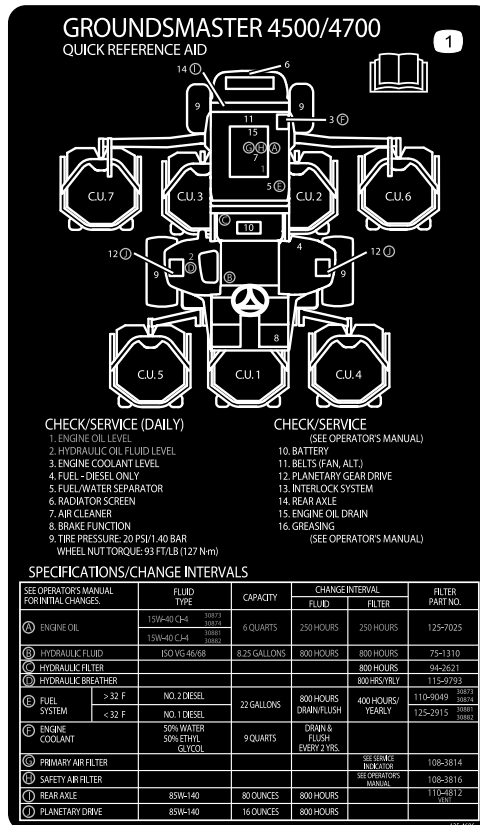 GROUNDSMASTER 4500/4700
QUICK REFERENCE AID
1
14 I
6
9
9
11
15
3 F
G H A
7
1
5 E
C.U. 7
C.U. 3
C.U. 2
C.U. 6
C
10
12 J
2
D
4
12 J
9
9
B
8
C.U. 5
C.U. 1
C.U. 4
CHECK/SERVICE (DAILY)
1. ENGINE OIL LEVEL
2. HYDRAULIC OIL FLUID LEVEL
3. ENGINE COOLANT LEVEL
4. FUEL - DIESEL ONLY
5. FUEL/WATER SEPARATOR
6. RADIATOR SCREEN
7. AIR CLEANER
8. BRAKE FUNCTION
9. TIRE PRESSURE: 20 PSI/1.40 BAR
WHEEL NUT TORQUE: 93 FT/LB (127 N·m)
CHECK/SERVICE
(SEE OPERATOR'S MANUAL)
10. BATTERY
11. BELTS (FAN, ALT.)
12. PLANETARY GEAR DRIVE
13. INTERLOCK SYSTEM
14. REAR AXLE
15. ENGINE OIL DRAIN
16. GREASING
(SEE OPERATOR'S MANUAL)
SPECIFICATIONS/CHANGE INTERVALS
SEE OPERATOR'S MANUAL FOR INITIAL CHANGES. FLUID TYPE CAPACITY CHANGE INTERVAL FLUID FILTER FILTER PART NO.
A ENGINE OIL 15W-40 CI-4 30873 30874 15W-40 CJ-4 30881 30882 6 QUARTS 250 HOURS 250 HOURS 125-7025
B HYDRAULIC FLUID ISO VG 46/68 8.25 GALLONS 800 HOURS 800 HOURS 75-1310
C HYDRAULIC FILTER 800 HOURS 94-2621
D HYDRAULIC BREATHER 800 HRS/YRLY 115-9793
E FUEL SYSTEM > 32 F NO. 2 DIESEL < 32 F NO. 1 DIESEL 22 GALLONS 800 HOURS DRAIN/FLUSH 400 HOURS/ YEARLY 110-9049 30873 30874 125-2915 30881 30882
F ENGINE COOLANT 50% WATER 50% ETHYL GLYCOL 9 QUARTS DRAIN & FLUSH EVERY 2 YRS.
G PRIMARY AIR FILTER SEE SERVICE INDICATOR 108-3814
H SAFETY AIR FILTER SEE OPERATOR'S MANUAL 108-3816
I REAR AXLE 85W-140 80 OUNCES 800 HOURS 110-4812 VENT
J PLANETARY DRIVE 85W-140 16 OUNCES 800 HOURS